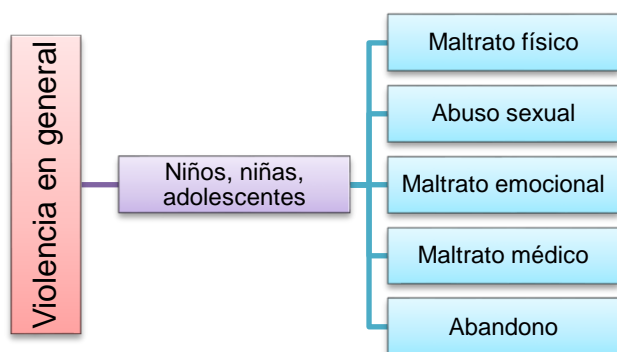 Violencia en general
Niños, niñas,
adolescentes
Maltrato físico
Abuso sexual
Maltrato emocional
Maltrato médico
Abandono